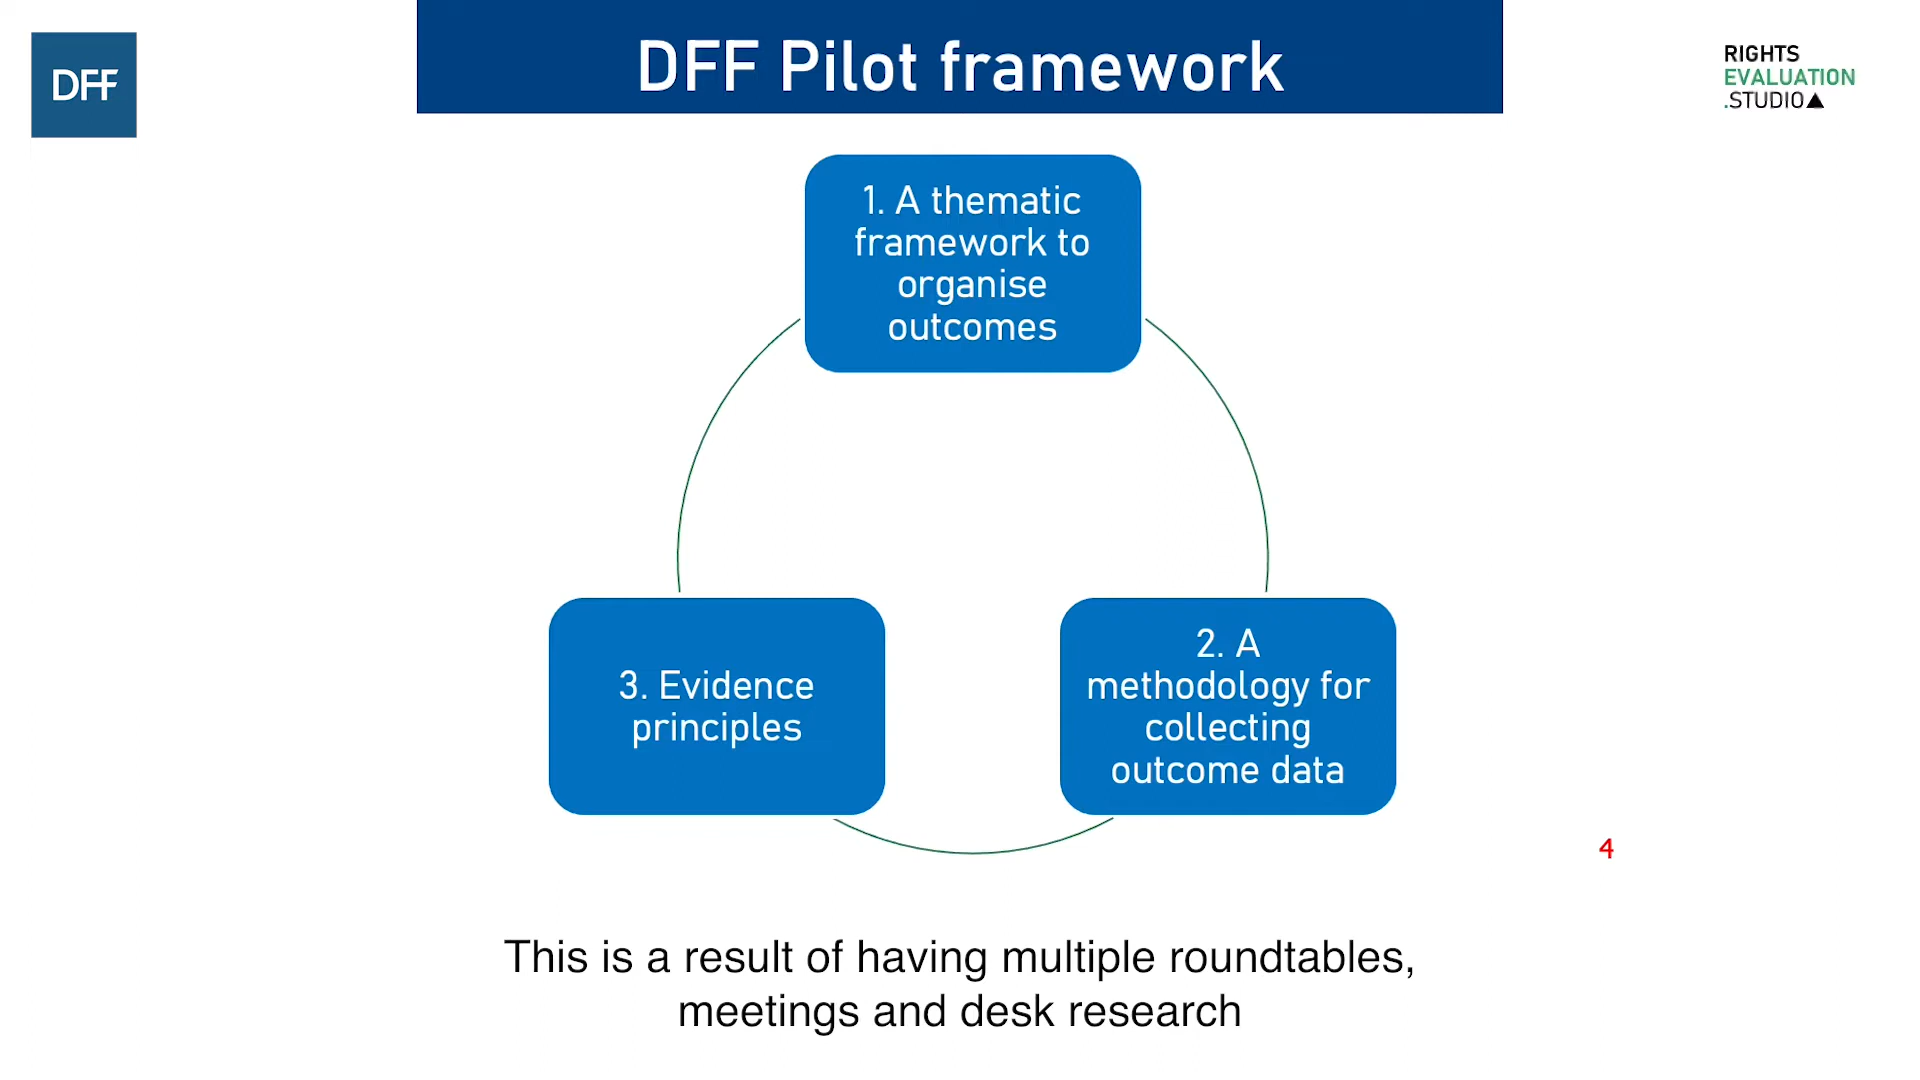 DFF
DFF Pilot framework
RIGHTS
EVALUATION
.STUDIO
1. A thematic
framework to
organise
outcomes
3. Evidence
principles
2. A
methodology for
collecting
outcome data
4
This is a result of having multiple roundtables,
meetings and desk research